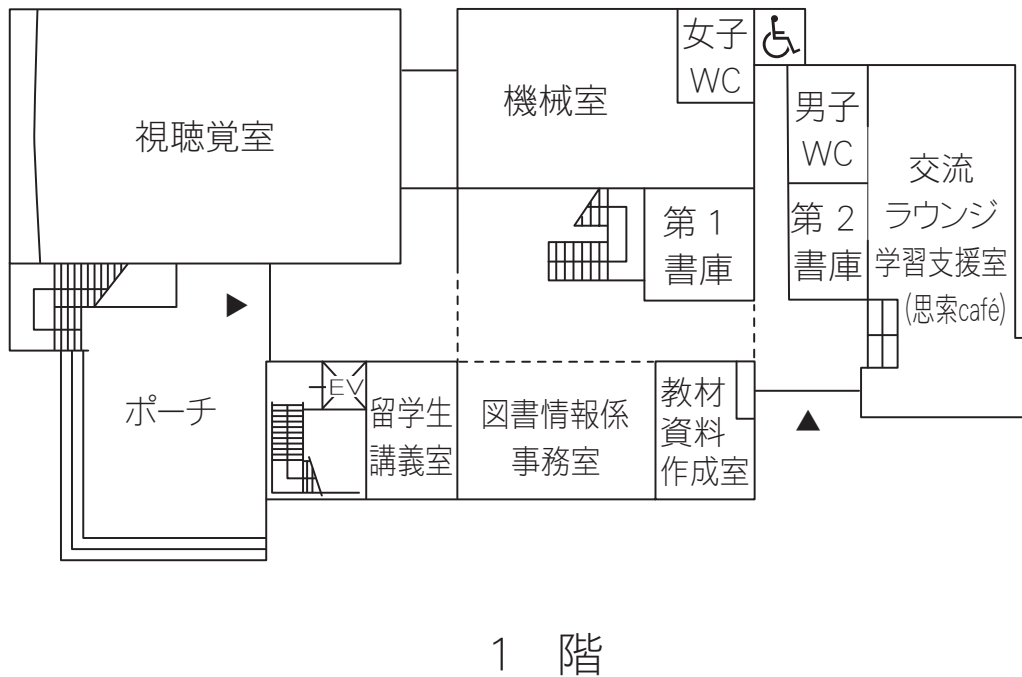 視聴覚室
機械室
女子
WC
男子
WC
交流
ラウンジ
学習支援室
(思索café)
第 1
書庫
第 2
書庫
ポーチ
EV
留学生
講義室
図書情報係
事務室
教材
資料
作成室
1 階